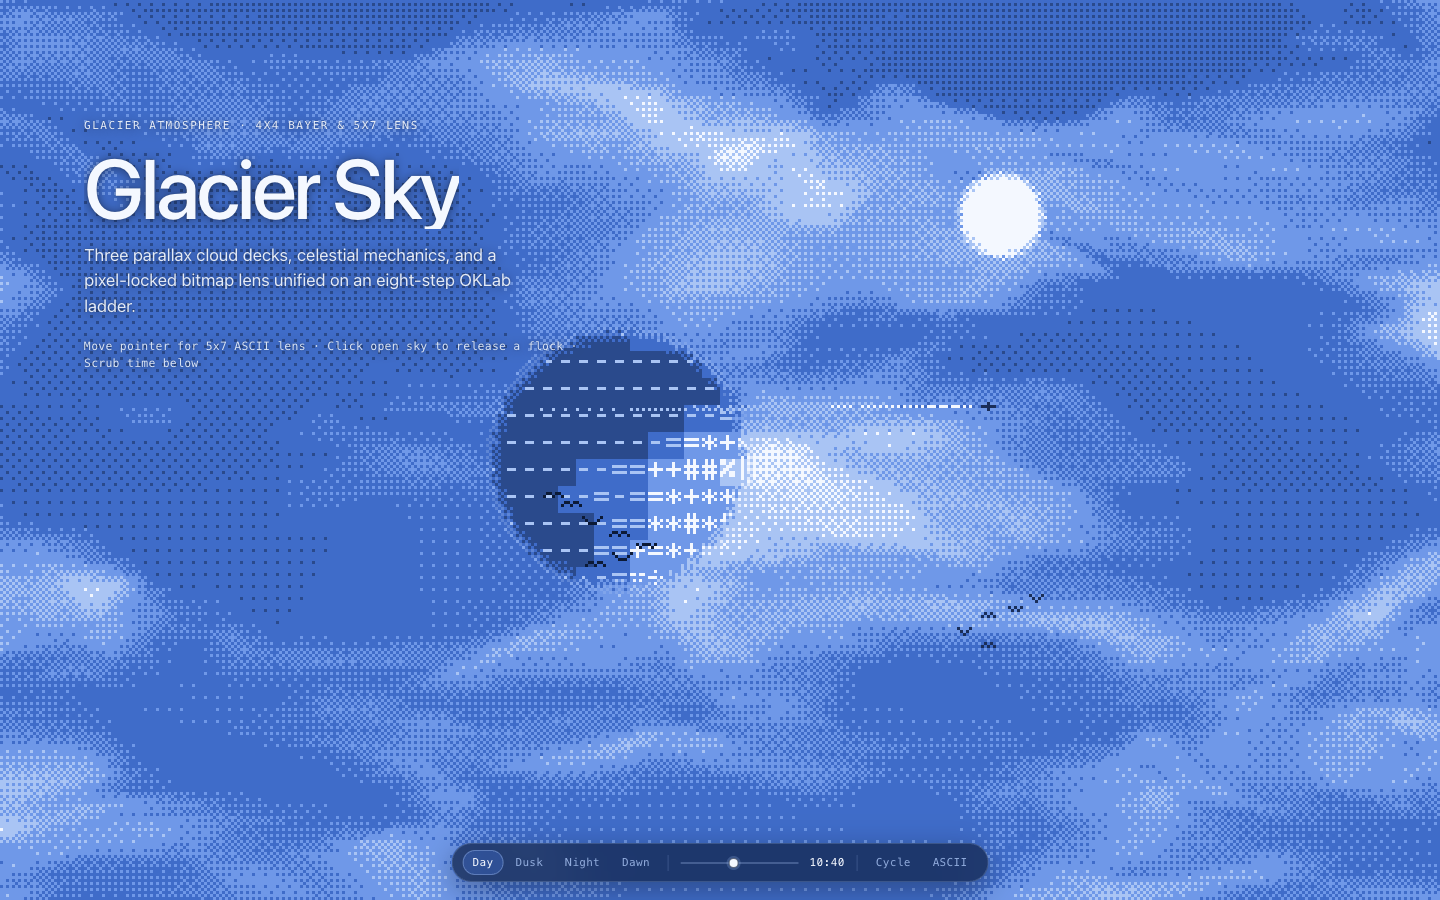 GLACIER ATMOSPHERE · 4X4 BAYER & 5X7 LENS
Glacier Sky
Three parallax cloud decks, celestial mechanics, and a
pixel-locked bitmap lens unified on an eight-step OKLab
ladder.
Move pointer for 5x7 ASCII lens · Click open sky to release a flock
Scrub time below
Day Dusk Night Dawn 10:40 Cycle ASCII